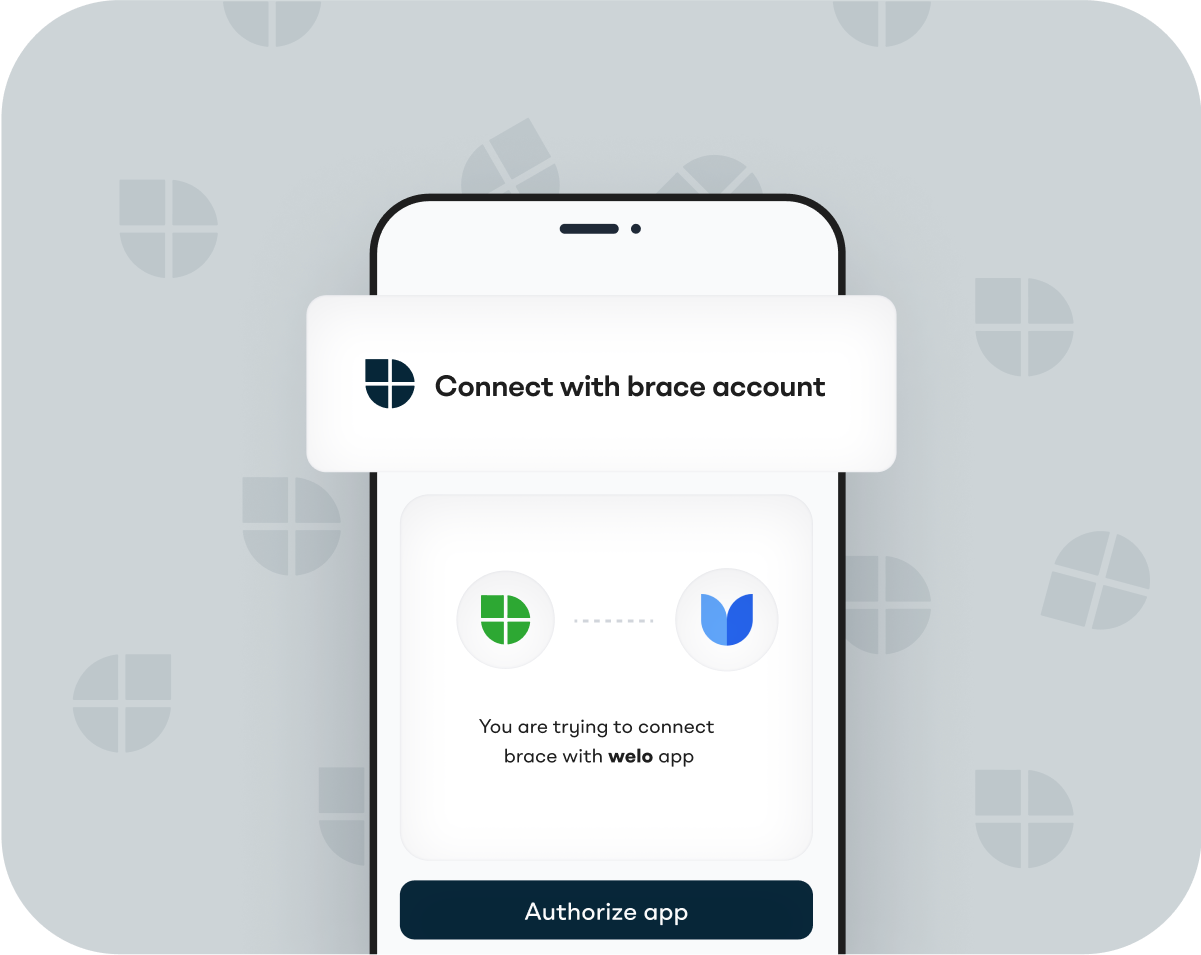 Connect with brace account
You are trying to connect
brace with welo app
Authorize app